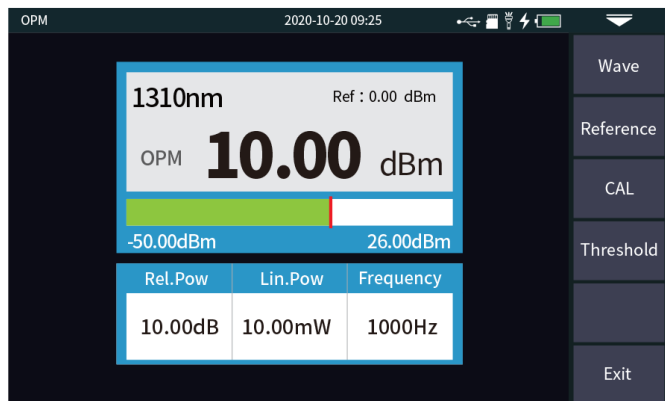 OPM 2020-10-20 09:25
Wave
Reference
CAL
Threshold
Exit
1310nm Ref : 0.00 dBm
OPM 10.00 dBm
-50.00dBm 26.00dBm
Rel.Pow Lin.Pow Frequency
10.00dB 10.00mW 1000Hz